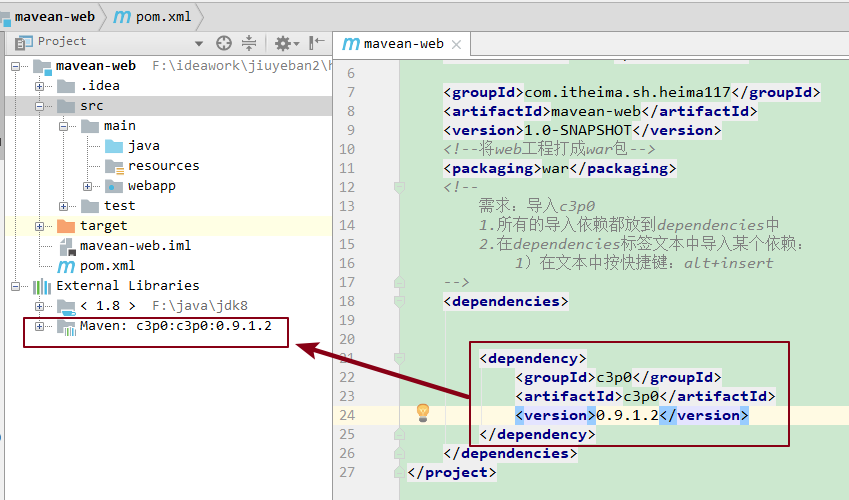 mavean-web pom.xml
Project
mavean-web F:\ideawork\jiuyeban2\h
.idea
src
main
java
resources
webapp
test
target
mavean-web.iml
pom.xml
External Libraries
< 1.8 > F:\java\jdk8
Maven: c3p0:c3p0:0.9.1.2
mavean-web
6
7 <groupId>com.itheima.sh.heima117</groupId>
8 <artifactId>mavean-web</artifactId>
9 <version>1.0-SNAPSHOT</version>
10 <!--将web工程打成war包-->
11 <packaging>war</packaging>
12 <!--
13 需求：导入c3p0
14 1.所有的导入依赖都放到dependencies中
15 2.在dependencies标签文本中导入某个依赖：
16 1）在文本中按快捷键：alt+insert
17 -->
18 <dependencies>
19
20
21 <dependency>
22 <groupId>c3p0</groupId>
23 <artifactId>c3p0</artifactId>
24 <version>0.9.1.2</version>
25 </dependency>
26 </dependencies>
27 </project>